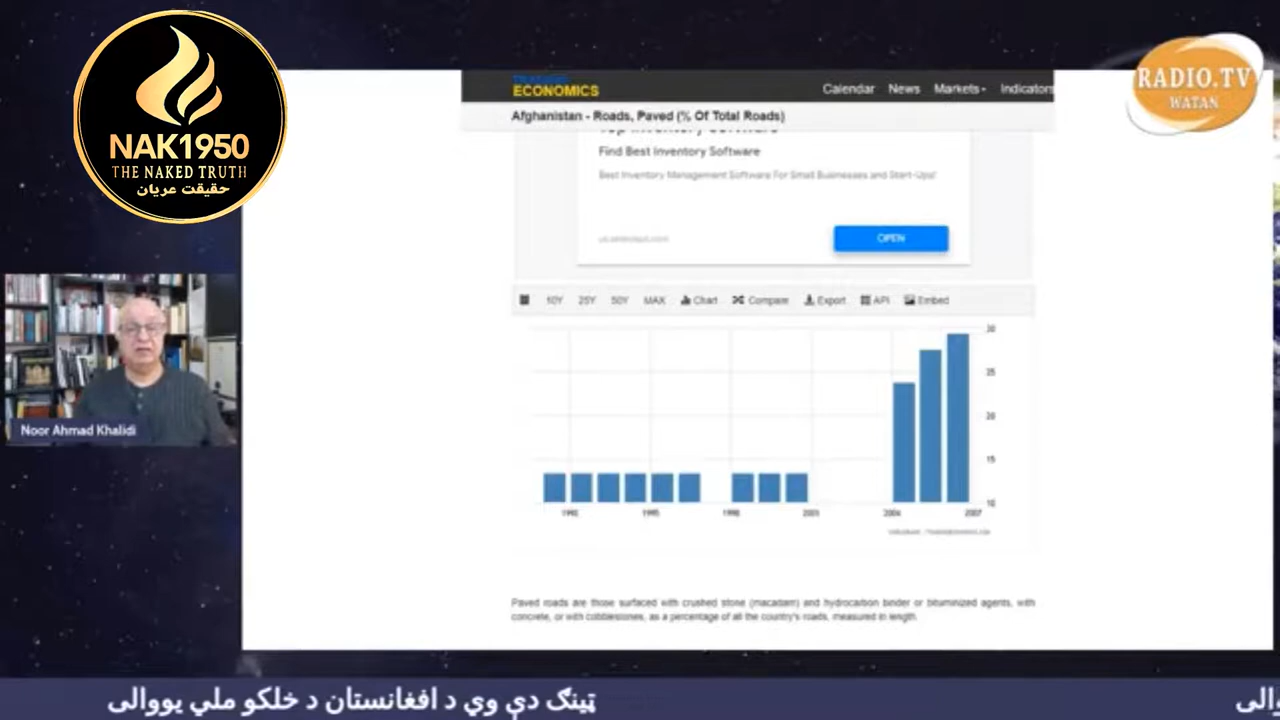 NAK1950
THE NAKED TRUTH
حقیقت عریان
RADIO.TV
WATAN
ECONOMICS
Calendar News Markets Indicators
Afghanistan - Roads, Paved (% Of Total Roads)
Find Best Inventory Software
Best Inventory Management Software For Small Businesses and Start-Ups!
OPEN
10Y 25Y 50Y MAX Chart Compare Export API Embed
30
25
20
15
10
1992 1995 1998 2001 2004 2007
Paved roads are those surfaced with crushed stone (macadam) and hydrocarbon binder or bituminized agents, with
concrete, or with cobblestones, as a percentage of all the country's roads, measured in length.
Noor Ahmad Khalidi
ټینګ دې وي د افغانستان د خلکو ملي یووالی
والی